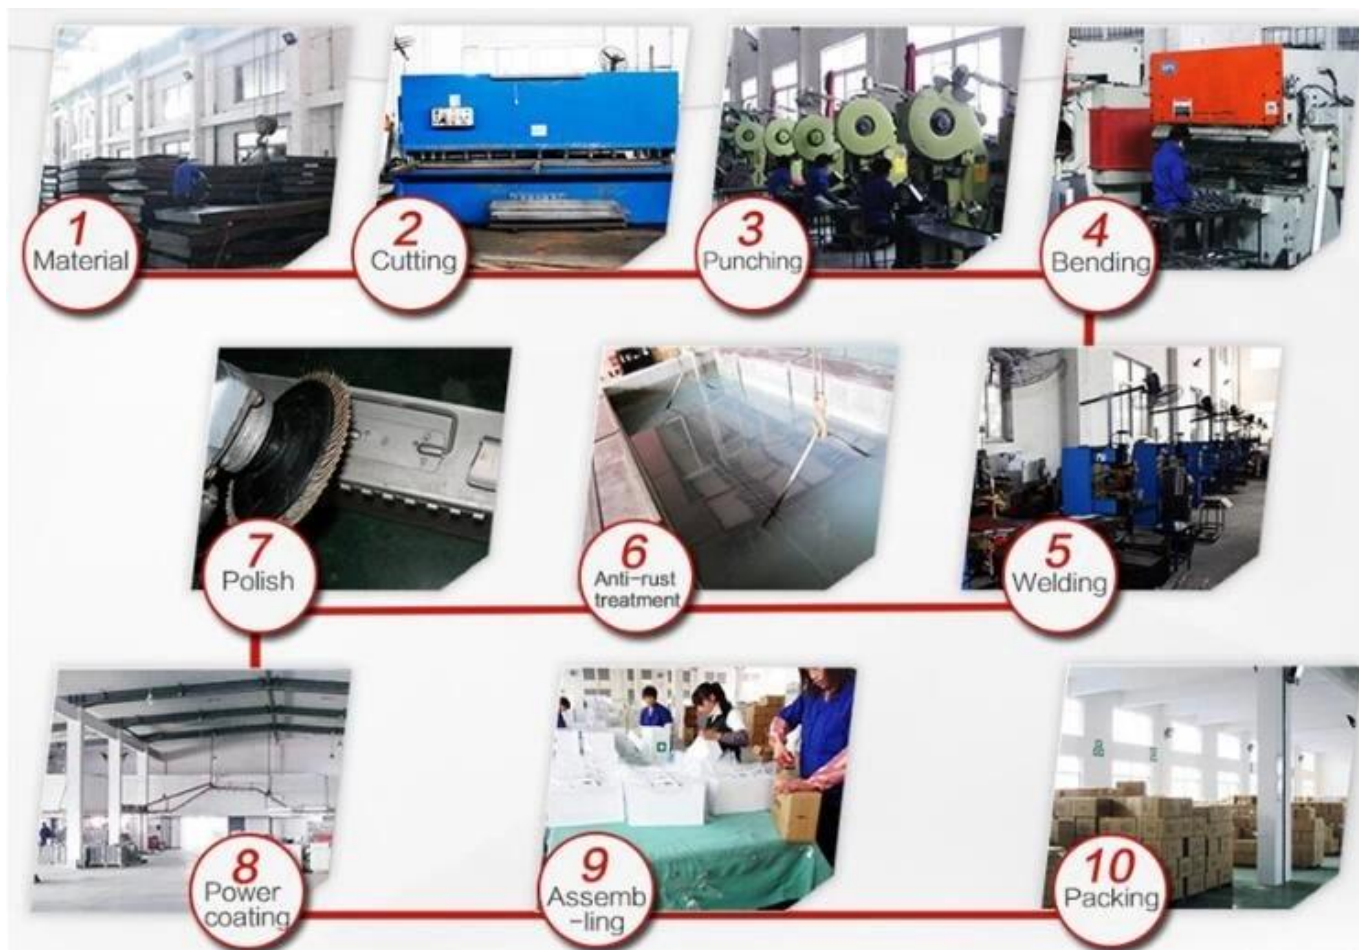 1
Material
2
Cutting
3
Punching
4
Bending
5
Welding
6
Anti-rust
treatment
7
Polish
8
Power
coating
9
Assemb
-ling
10
Packing